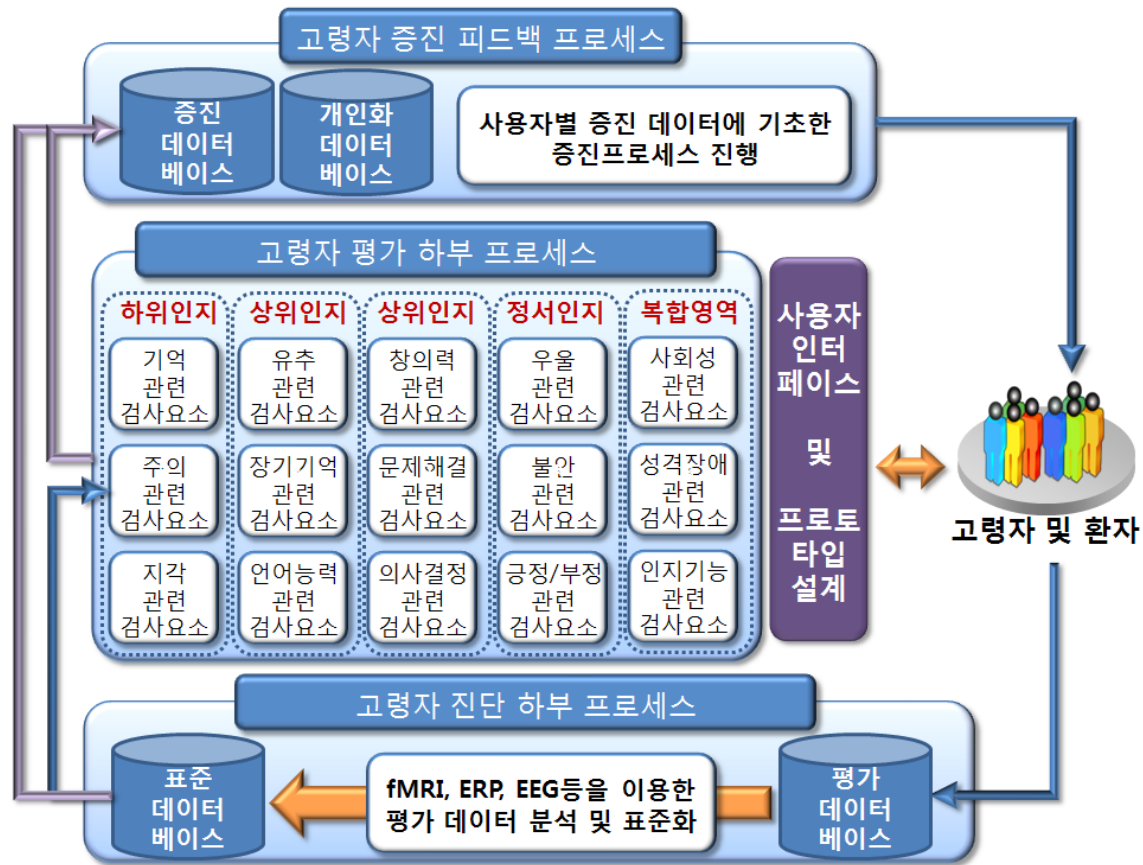 고령자 증진 피드백 프로세스
증진
데이터
베이스
개인화
데이터
베이스
사용자별 증진 데이터에 기초한
증진프로세스 진행
고령자 평가 하부 프로세스
하위인지
기억
관련
검사요소
주의
관련
검사요소
지각
관련
검사요소
상위인지
유추
관련
검사요소
장기기억
관련
검사요소
언어능력
관련
검사요소
상위인지
창의력
관련
검사요소
문제해결
관련
검사요소
의사결정
관련
검사요소
정서인지
우울
관련
검사요소
불안
관련
검사요소
긍정/부정
관련
검사요소
복합영역
사회성
관련
검사요소
성격장애
관련
검사요소
인지기능
관련
검사요소
사용자
인터
페이스
및
프로토
타입
설계
고령자 및 환자
고령자 진단 하부 프로세스
표준
데이터
베이스
fMRI, ERP, EEG등을 이용한
평가 데이터 분석 및 표준화
평가
데이터
베이스